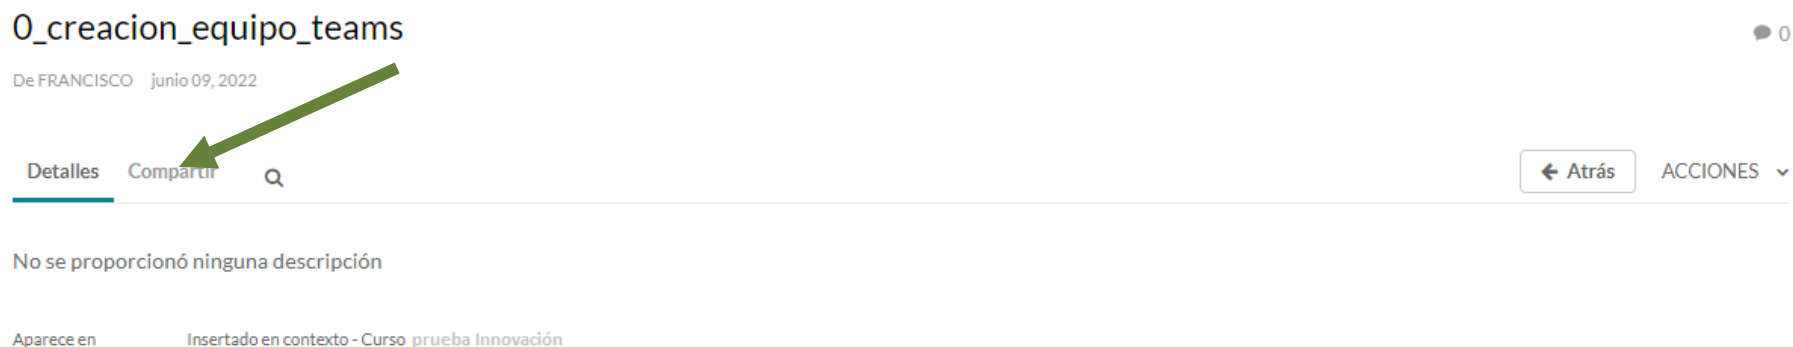 0_creacion_equipo_teams
0
De FRANCISCO junio 09, 2022
Detalles Compartir
Atrás ACCIONES
No se proporcionó ninguna descripción
Aparece en Insertado en contexto - Curso prueba Innovación